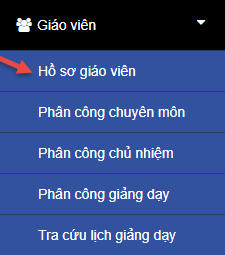 Giáo viên
Hồ sơ giáo viên
Phân công chuyên môn
Phân công chủ nhiệm
Phân công giảng dạy
Tra cứu lịch giảng dạy